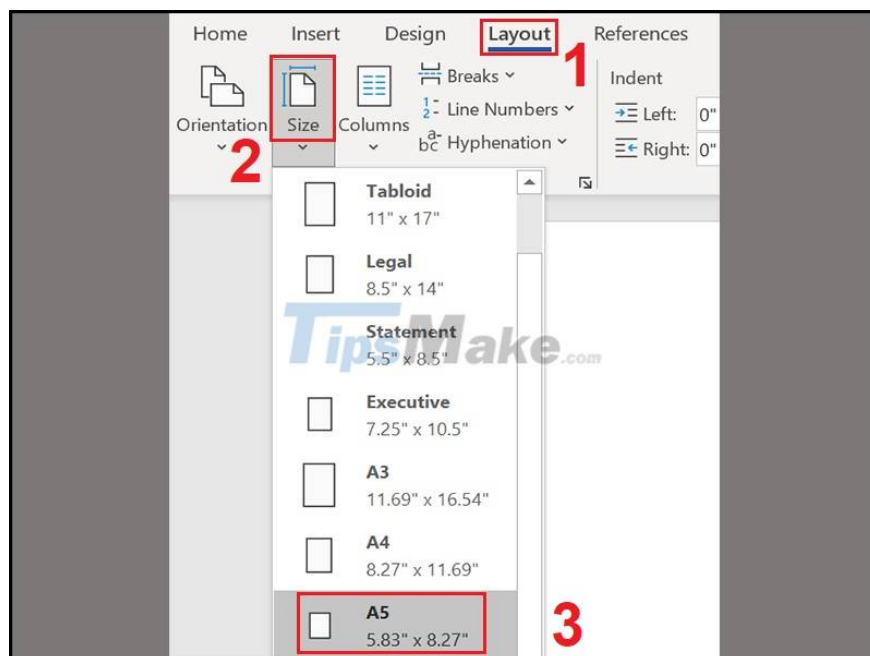 Home Insert Design Layout References
1
Breaks
Line Numbers
Hyphenation
Orientation Size Columns
2
Indent
Left: 0"
Right: 0"
Tabloid
11" x 17"
Legal
8.5" x 14"
Statement
5.5" x 8.5"
TipsMake.com
Executive
7.25" x 10.5"
A3
11.69" x 16.54"
A4
8.27" x 11.69"
A5
5.83" x 8.27"
3